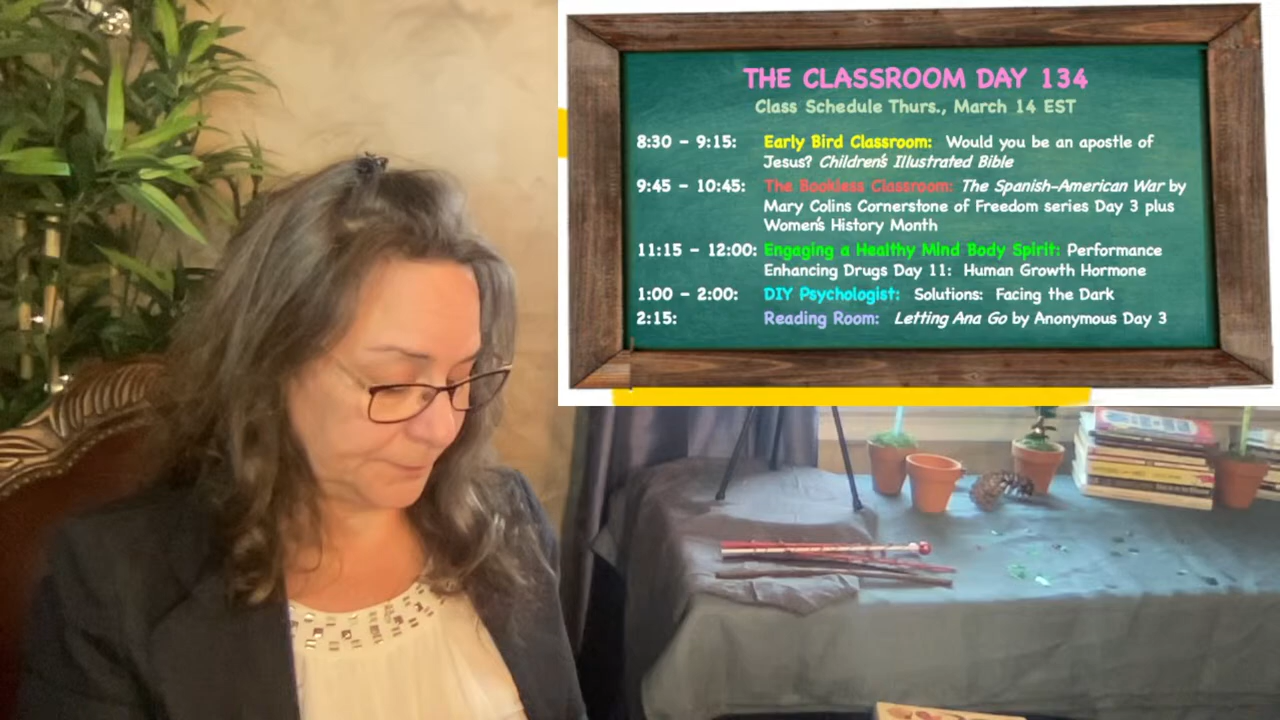 THE CLASSROOM DAY 134
Class Schedule Thurs., March 14 EST
8:30 - 9:15: Early Bird Classroom: Would you be an apostle of
Jesus? Children's Illustrated Bible
9:45 - 10:45: The Bookless Classroom: The Spanish-American War by
Mary Colins Cornerstone of Freedom series Day 3 plus
Women's History Month
11:15 - 12:00: Engaging a Healthy Mind Body Spirit: Performance
Enhancing Drugs Day 11: Human Growth Hormone
1:00 - 2:00: DIY Psychologist: Solutions: Facing the Dark
2:15: Reading Room: Letting Ana Go by Anonymous Day 3